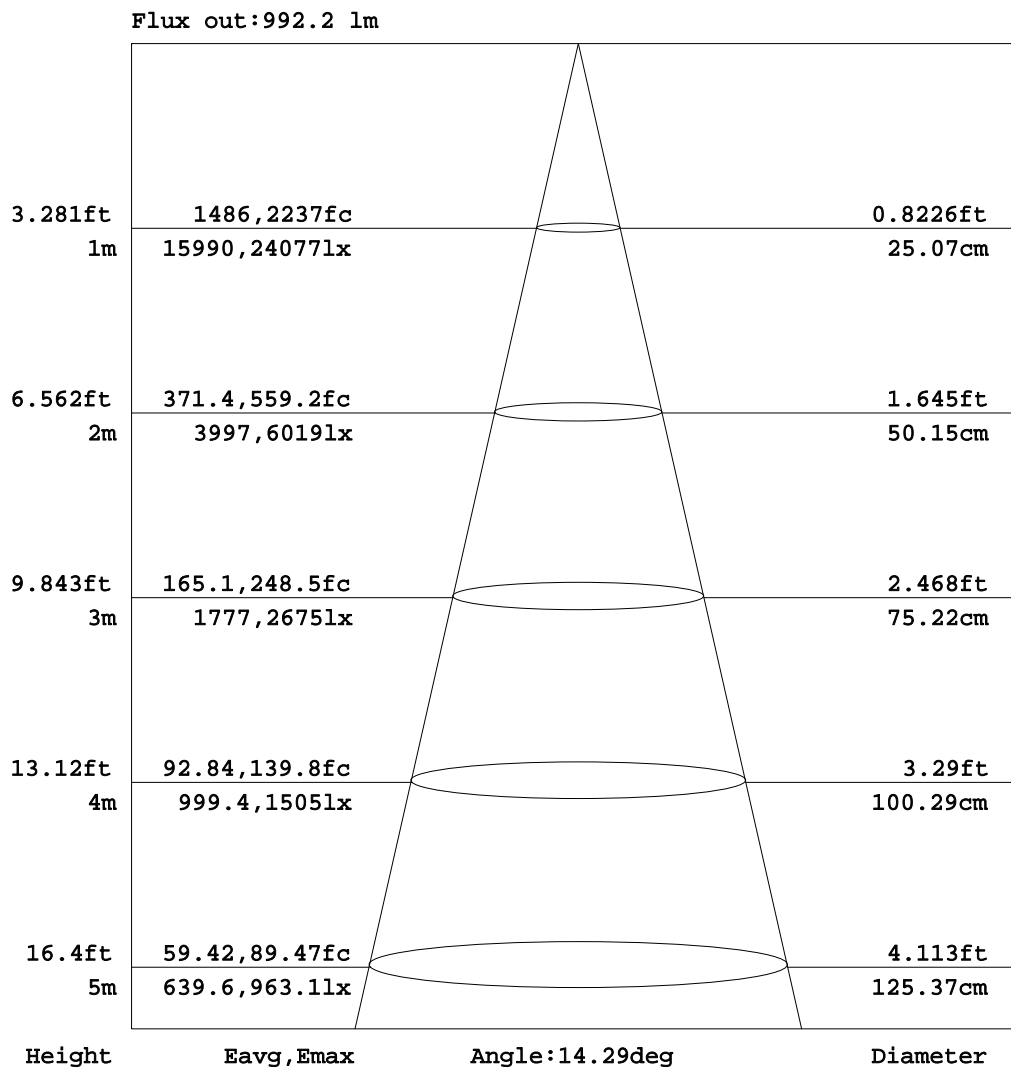 Flux out:992.2 lm
3.281ft 1486,2237fc 0.8226ft
1m 15990,24077lx 25.07cm
6.562ft 371.4,559.2fc 1.645ft
2m 3997,6019lx 50.15cm
9.843ft 165.1,248.5fc 2.468ft
3m 1777,2675lx 75.22cm
13.12ft 92.84,139.8fc 3.29ft
4m 999.4,1505lx 100.29cm
16.4ft 59.42,89.47fc 4.113ft
5m 639.6,963.1lx 125.37cm
Height Eavg,Emax Angle:14.29deg Diameter